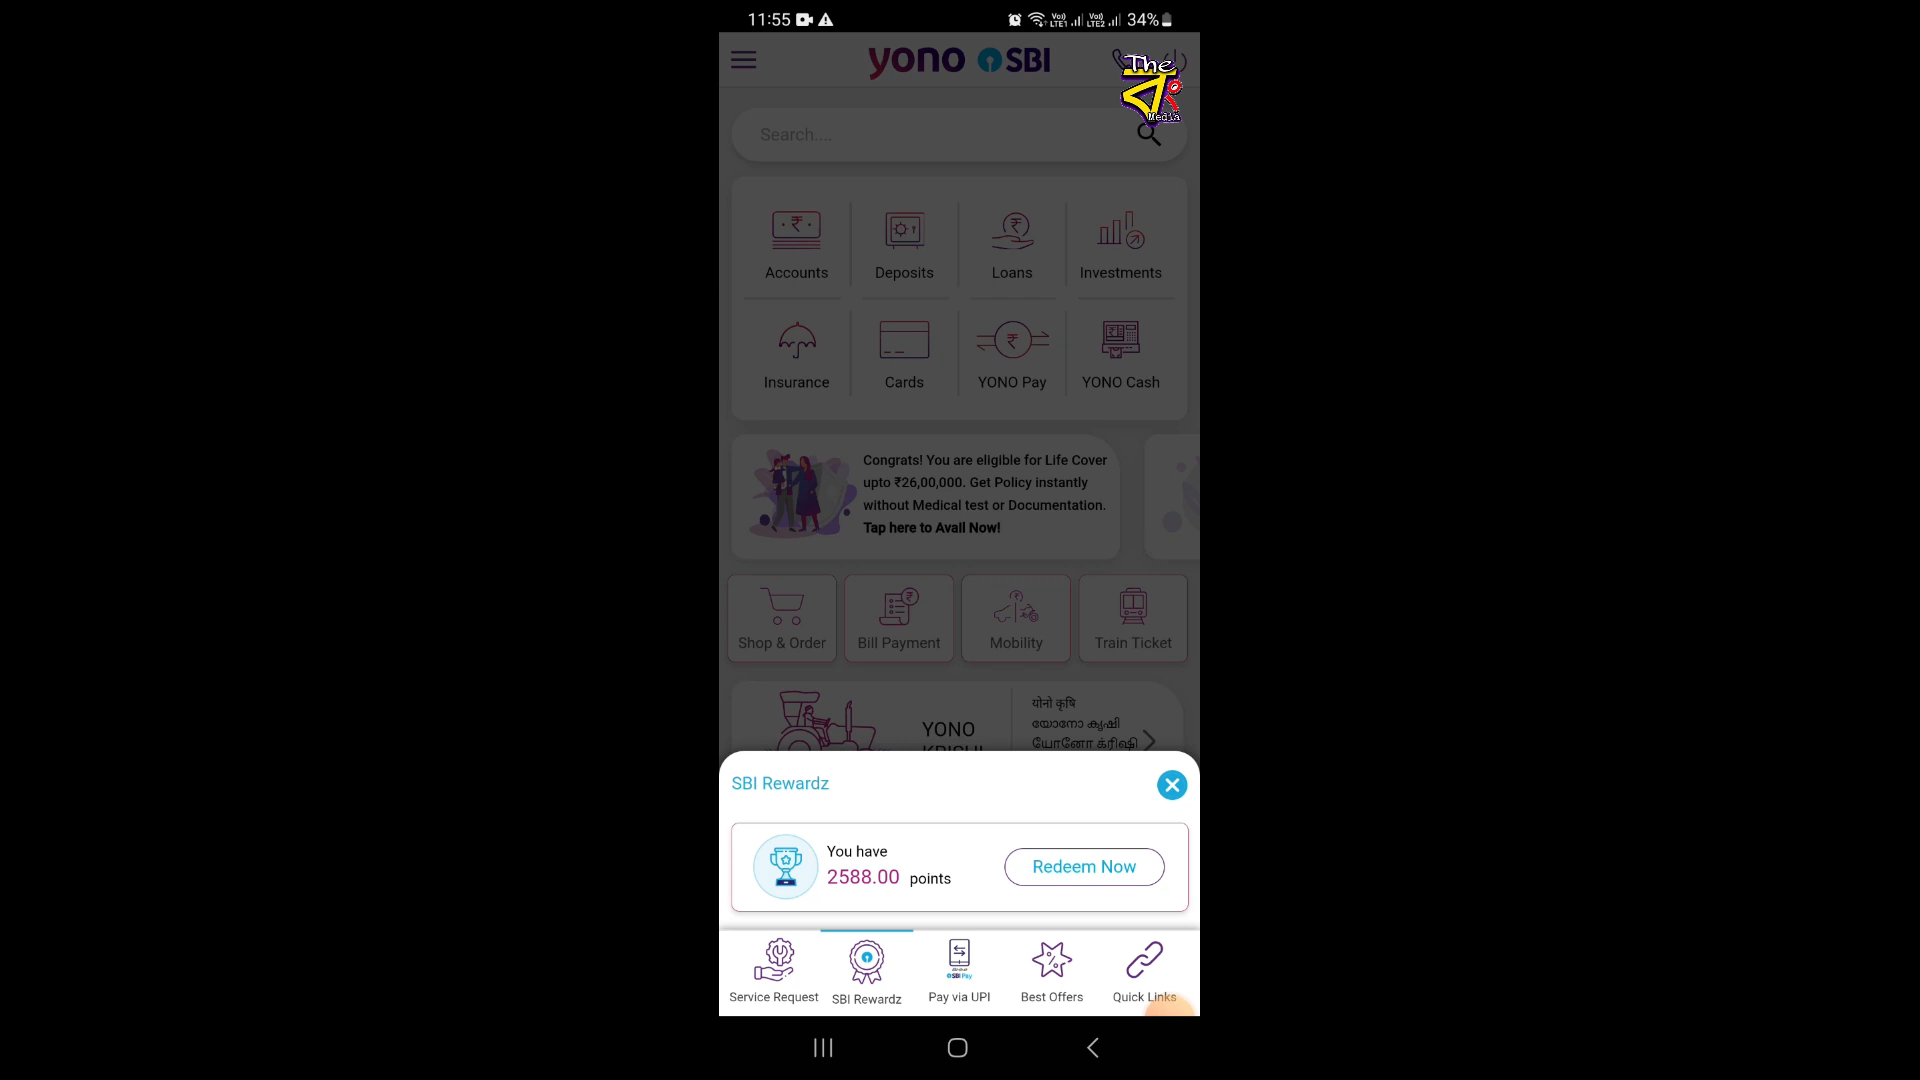 11:55 34%
yono SBI
The
বং
Media
Search....
Accounts Deposits Loans Investments
Insurance Cards YONO Pay YONO Cash
Congrats! You are eligible for Life Cover
upto ₹26,00,000. Get Policy instantly
without Medical test or Documentation.
Tap here to Avail Now!
Shop & Order Bill Payment Mobility Train Ticket
YONO
योनो कृषि
യോനോ കൃഷി
யோனோ க்ரிஷி
SBI Rewardz
You have
2588.00 points
Redeem Now
Service Request SBI Rewardz Pay via UPI Best Offers Quick Links